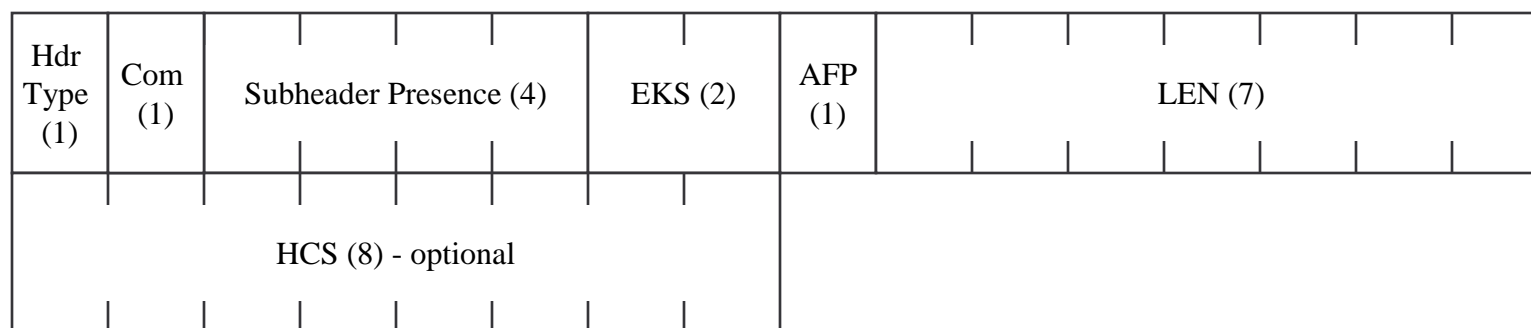 Hdr
Type
(1)
Com
(1)
Subheader Presence (4)
EKS (2)
AFP
(1)
LEN (7)
HCS (8) - optional